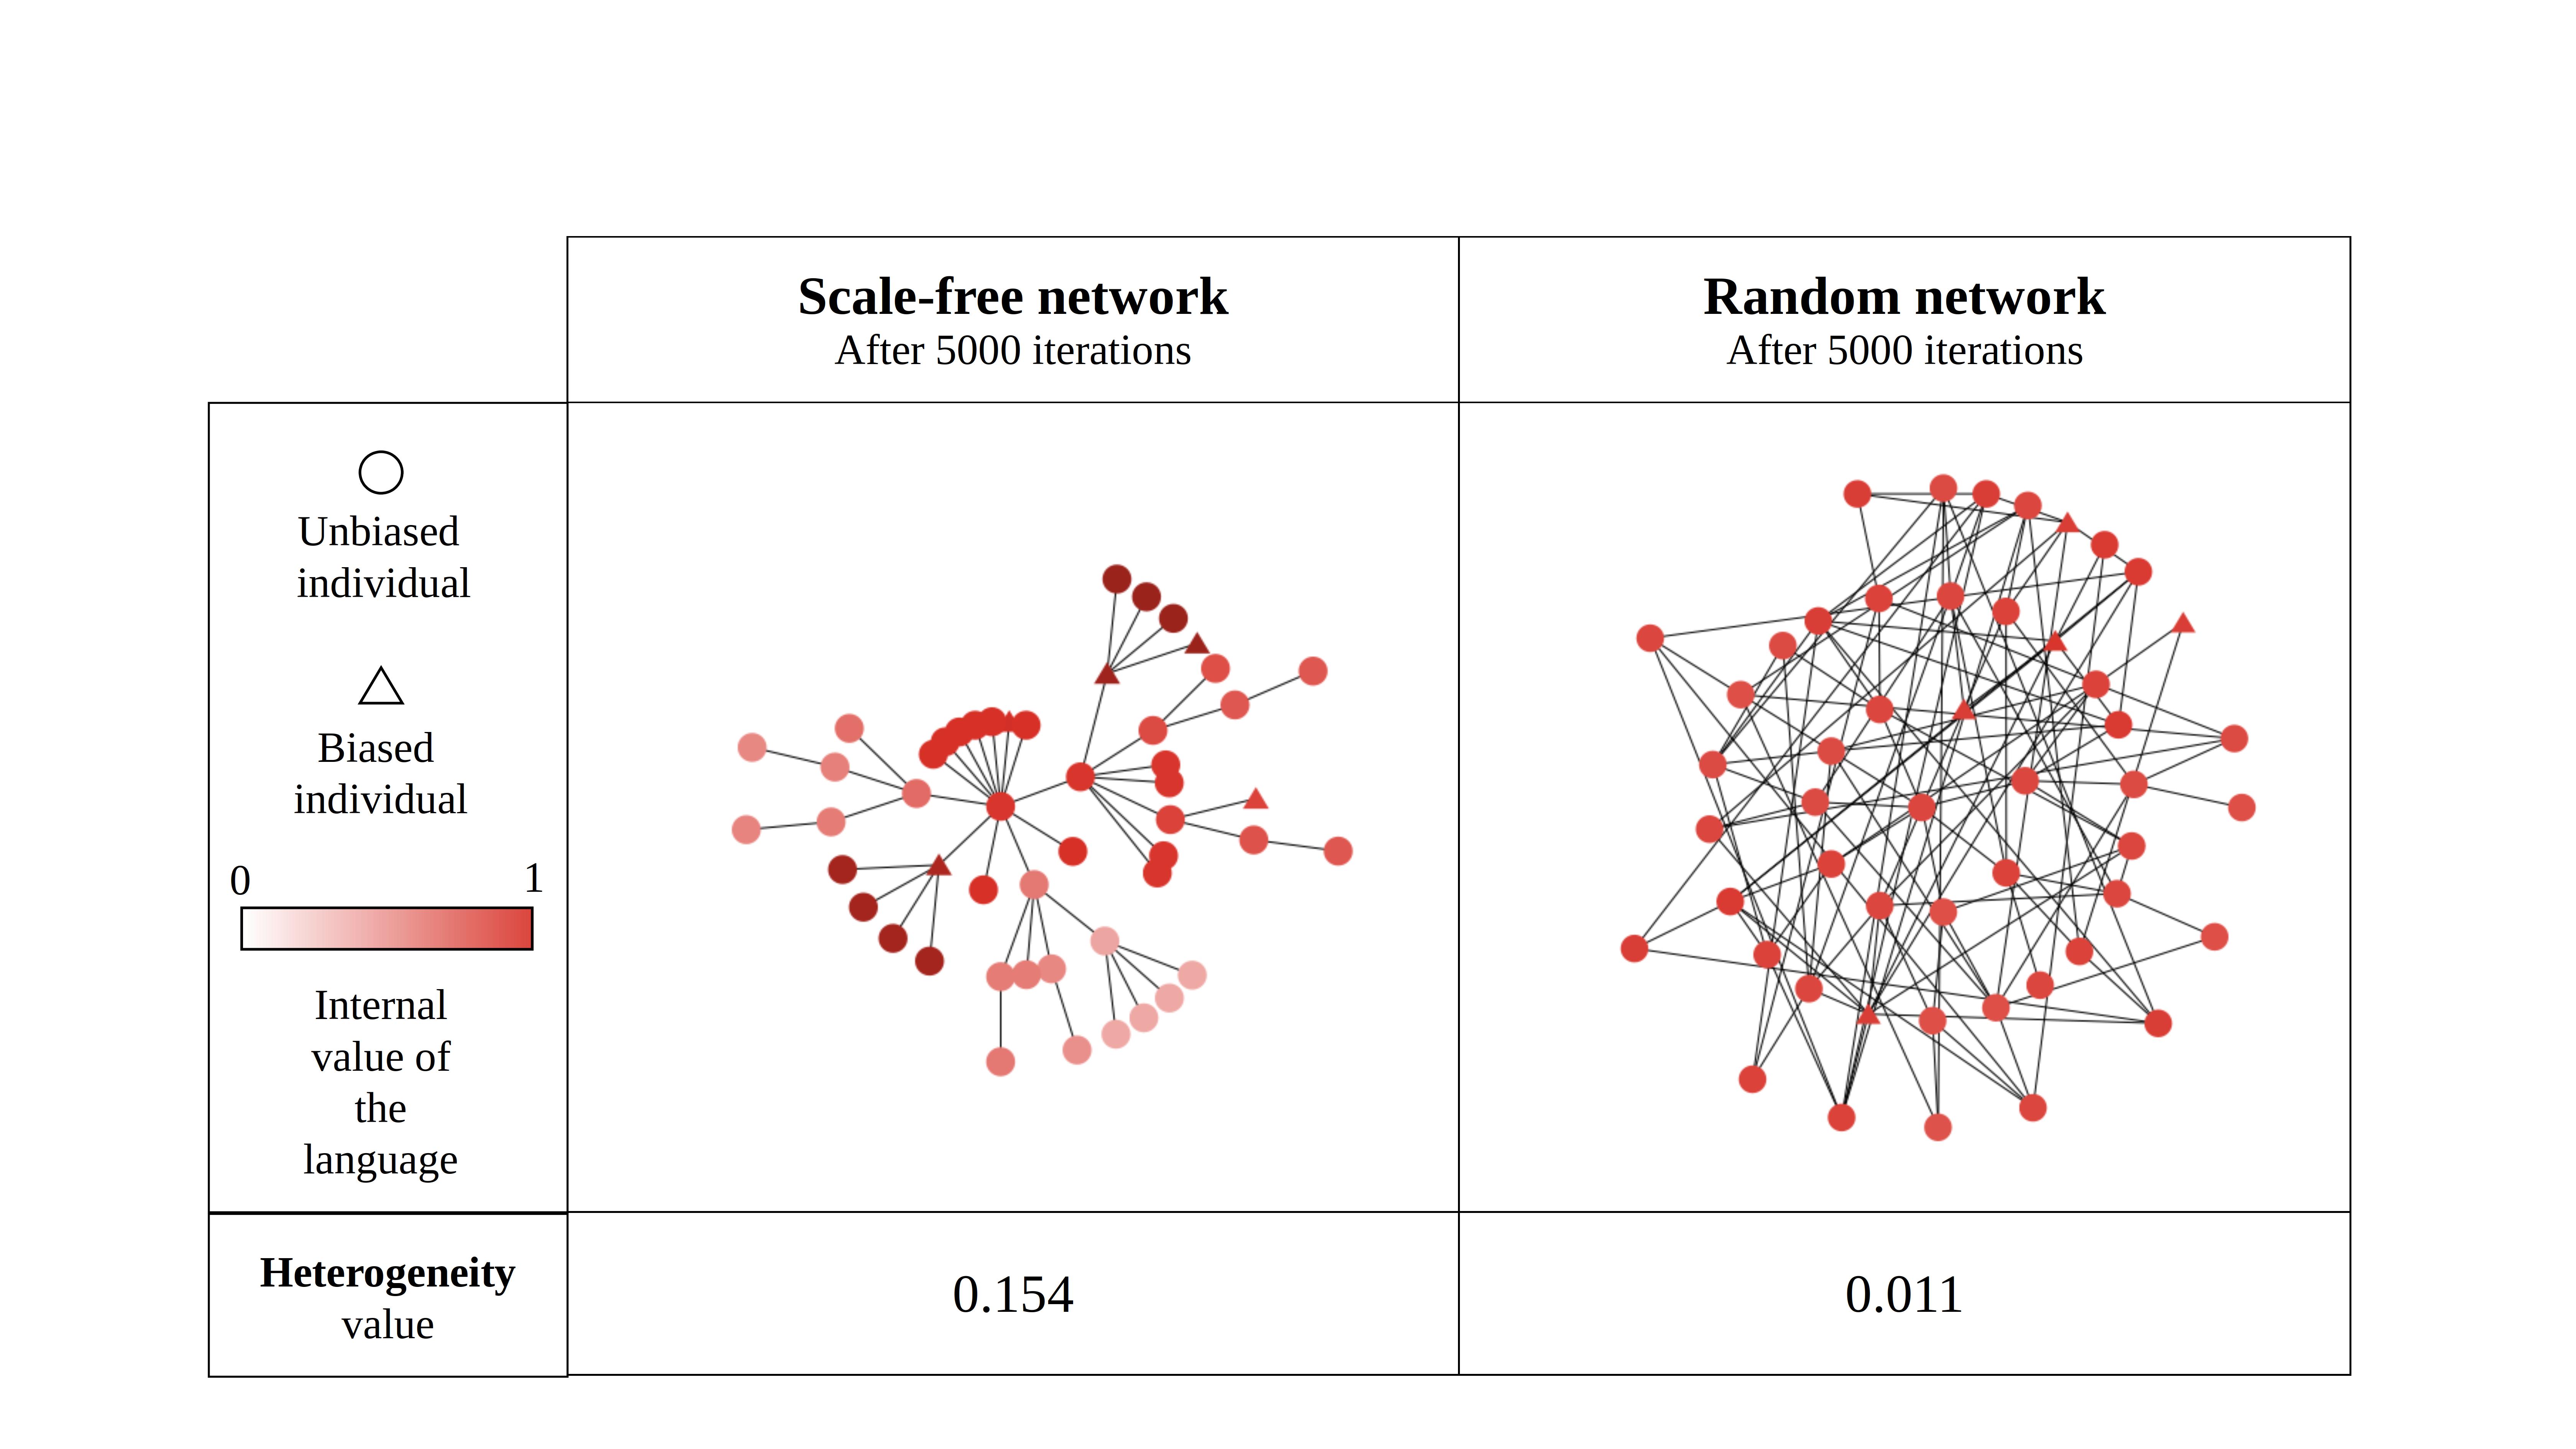 Scale-free network
After 5000 iterations
Random network
After 5000 iterations
Unbiased
individual
Biased
individual
0 1
Internal
value of
the
language
Heterogeneity
value
0.154
0.011